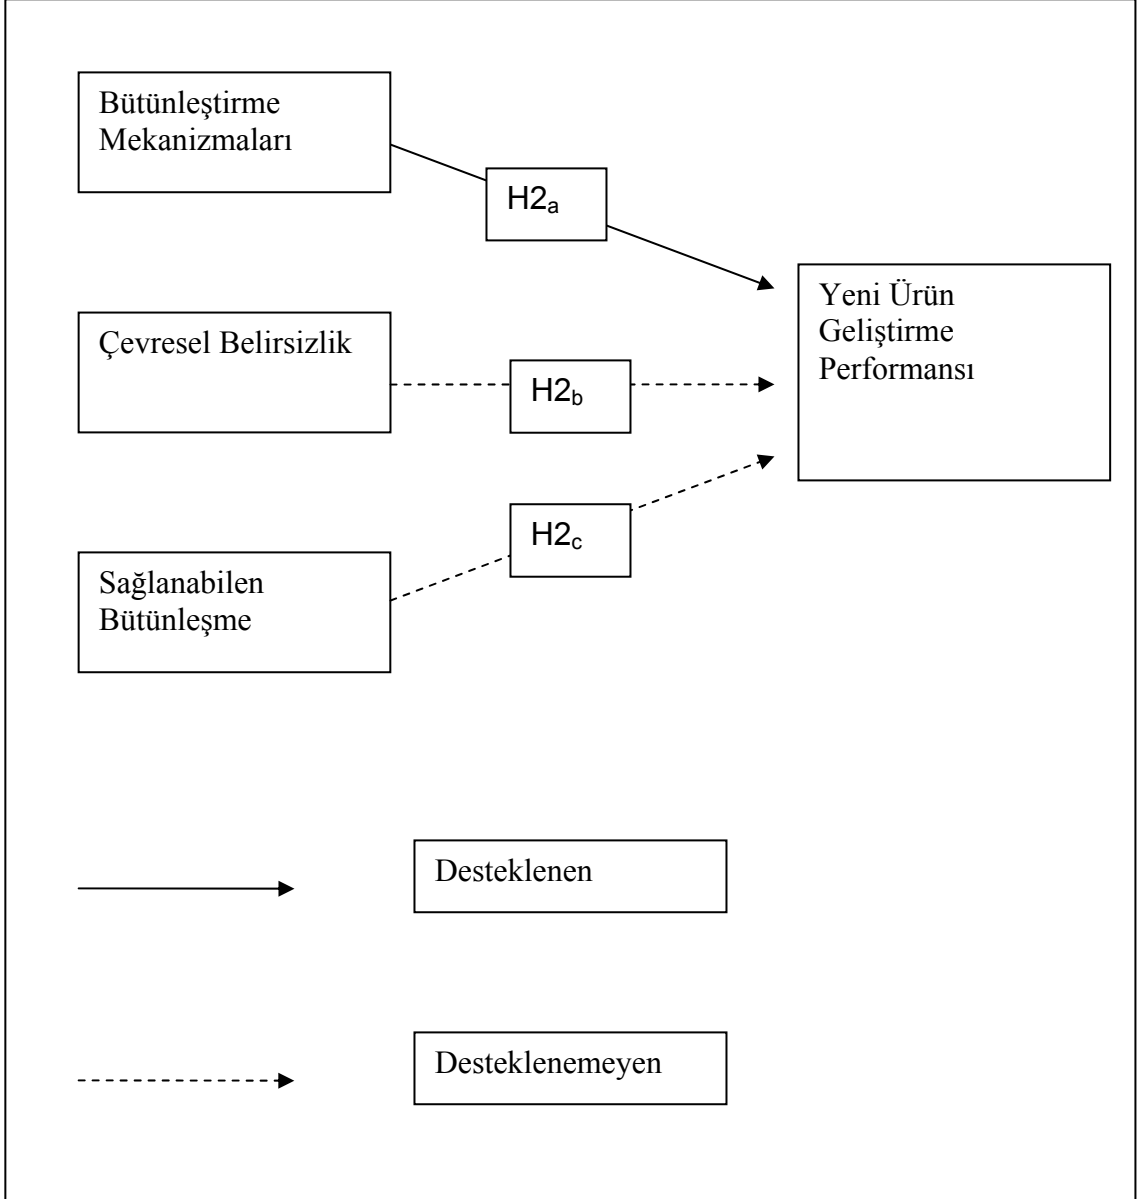 Bütünleştirme
Mekanizmaları
H2a
Yeni Ürün
Geliştirme
Performansı
Çevresel Belirsizlik
H2b
H2c
Sağlanabilen
Bütünleşme
Desteklenen
Desteklenemeyen